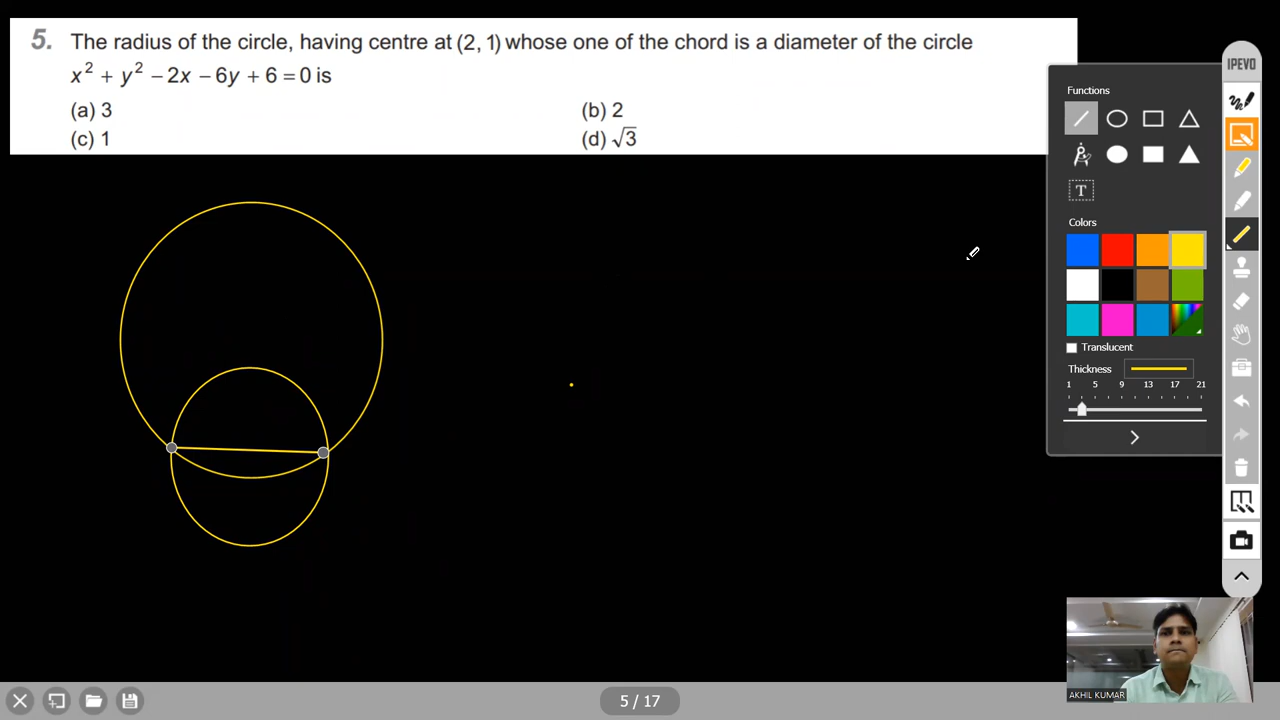 5. The radius of the circle, having centre at (2, 1) whose one of the chord is a diameter of the circle
x² + y² – 2x – 6y + 6 = 0 is
(a) 3 (b) 2
(c) 1 (d) √3
IPEVO
Functions
T
Colors
Translucent
Thickness
1 5 9 13 17 21
AKHIL KUMAR
5 / 17